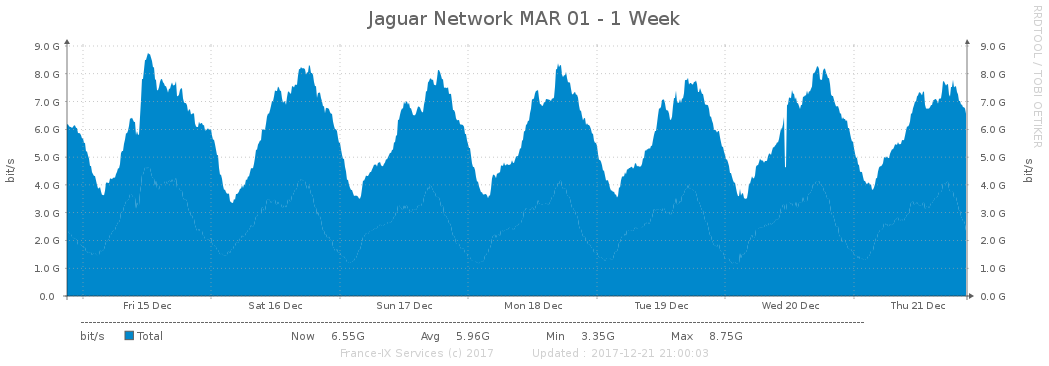 Jaguar Network MAR 01 - 1 Week
RRDTOOL / TOBI OETIKER
bit/s
9.0 G 9.0 G
8.0 G 8.0 G
7.0 G 7.0 G
6.0 G 6.0 G
5.0 G 5.0 G
4.0 G 4.0 G
3.0 G 3.0 G
2.0 G 2.0 G
1.0 G 1.0 G
0.0 0.0 G
bit/s
Fri 15 Dec Sat 16 Dec Sun 17 Dec Mon 18 Dec Tue 19 Dec Wed 20 Dec Thu 21 Dec
bit/s Total Now 6.55G Avg 5.96G Min 3.35G Max 8.75G
France-IX Services (c) 2017 Updated : 2017-12-21 21:00:03